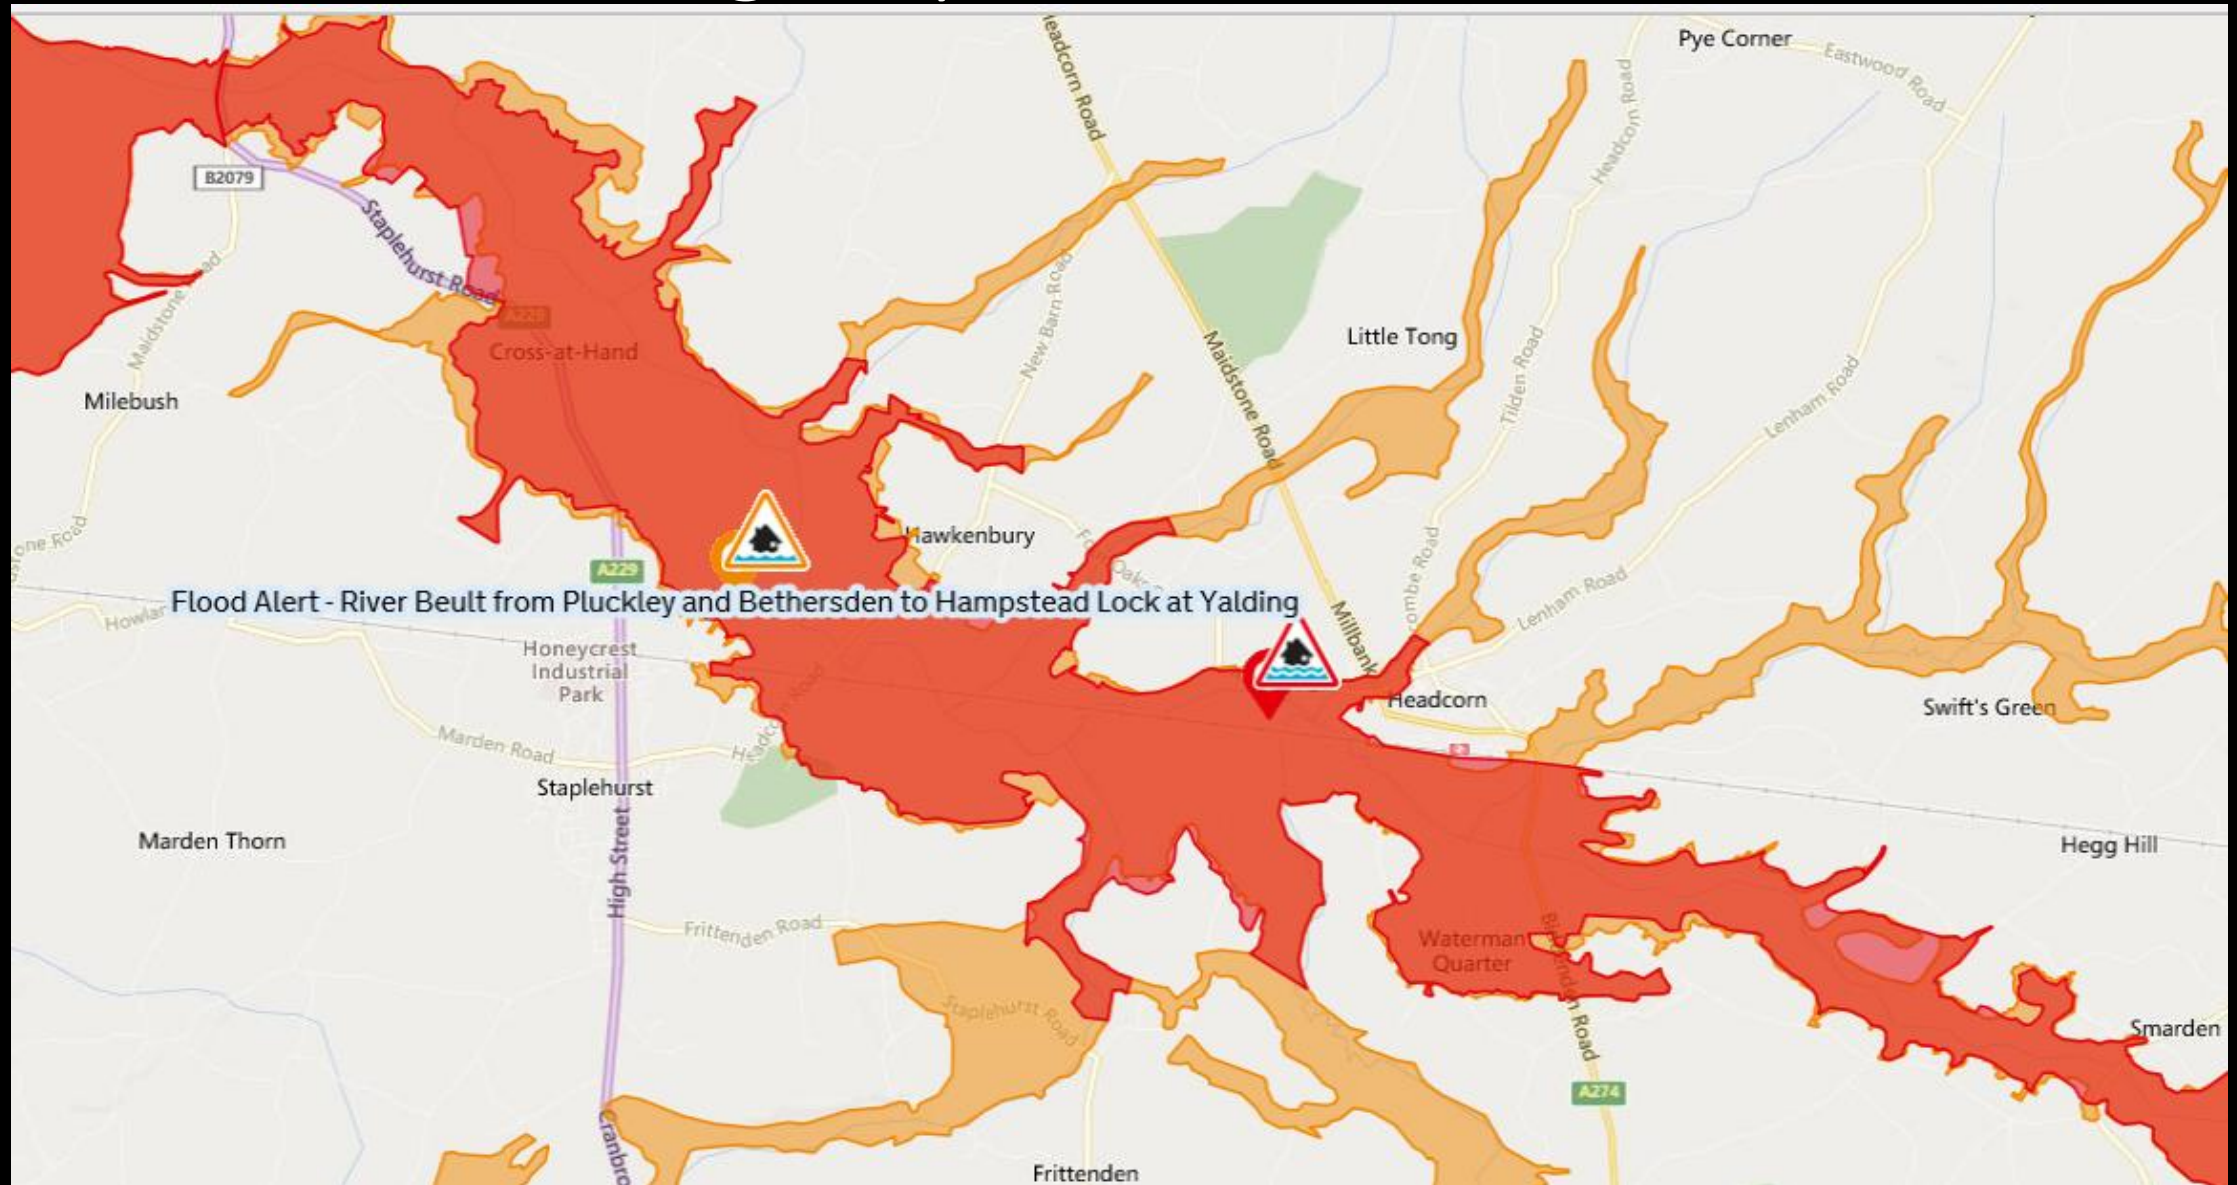 Pye Corner
Eastwood Road
Headcorn Road
B2079
Staplehurst Road
A229
Cross-at-Hand
Maidstone
Milebush
New Barn Road
Maidstone Road
Little Tong
Headcorn Road
Tilden Road
Lenham Road
Hawkenbury
A229
Flood Alert - River Beult from Pluckley and Bethersden to Hampstead Lock at Yalding
Honeycrest
Industrial
Park
Millbank
Lenham Road
Headcorn
Swift's Green
Marden Road
Staplehurst
Marden Thorn
High Street
Hegg Hill
Frittenden Road
Waterman
Quarter
Staplehurst Road
Smarden
A274
Frittenden